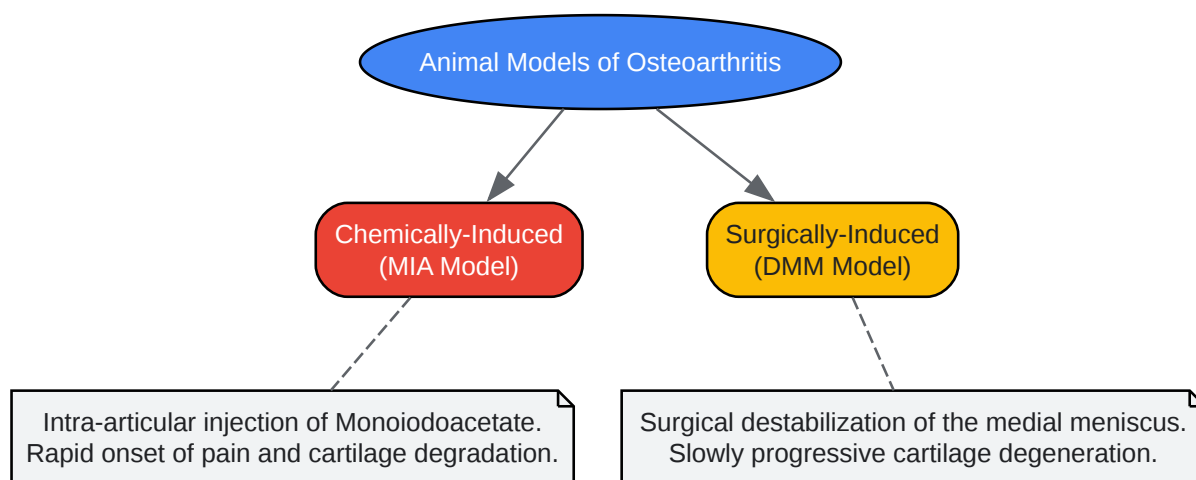 Animal Models of Osteoarthritis
Chemically-Induced
(MIA Model)
Surgically-Induced
(DMM Model)
Intra-articular injection of Monoiodoacetate.
Rapid onset of pain and cartilage degradation.
Surgical destabilization of the medial meniscus.
Slowly progressive cartilage degeneration.